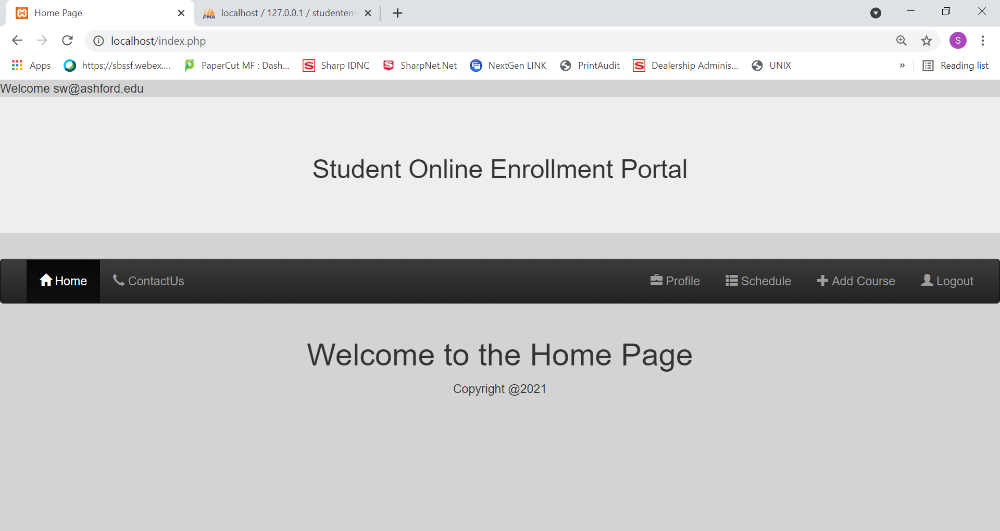 Home Page
localhost / 127.0.0.1 / studentenr
localhost/index.php
S
Apps
https://sbssf.webex....
PaperCut MF : Dash...
Sharp IDNC
SharpNet.Net
NextGen LINK
PrintAudit
Dealership Adminis...
UNIX
»
Reading list
Welcome sw@ashford.edu
Student Online Enrollment Portal
Home ContactUs Profile Schedule Add Course Logout
Welcome to the Home Page
Copyright @2021